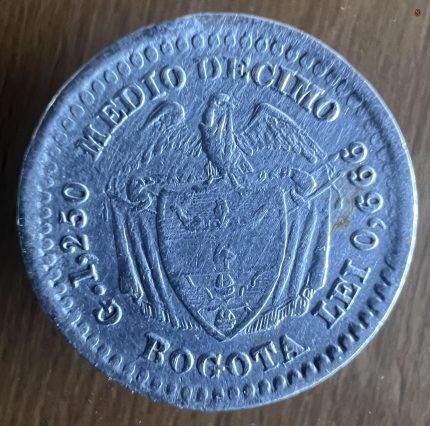 G. 1,250 MEDIO DECIMO
BOGOTA LEI 0,666